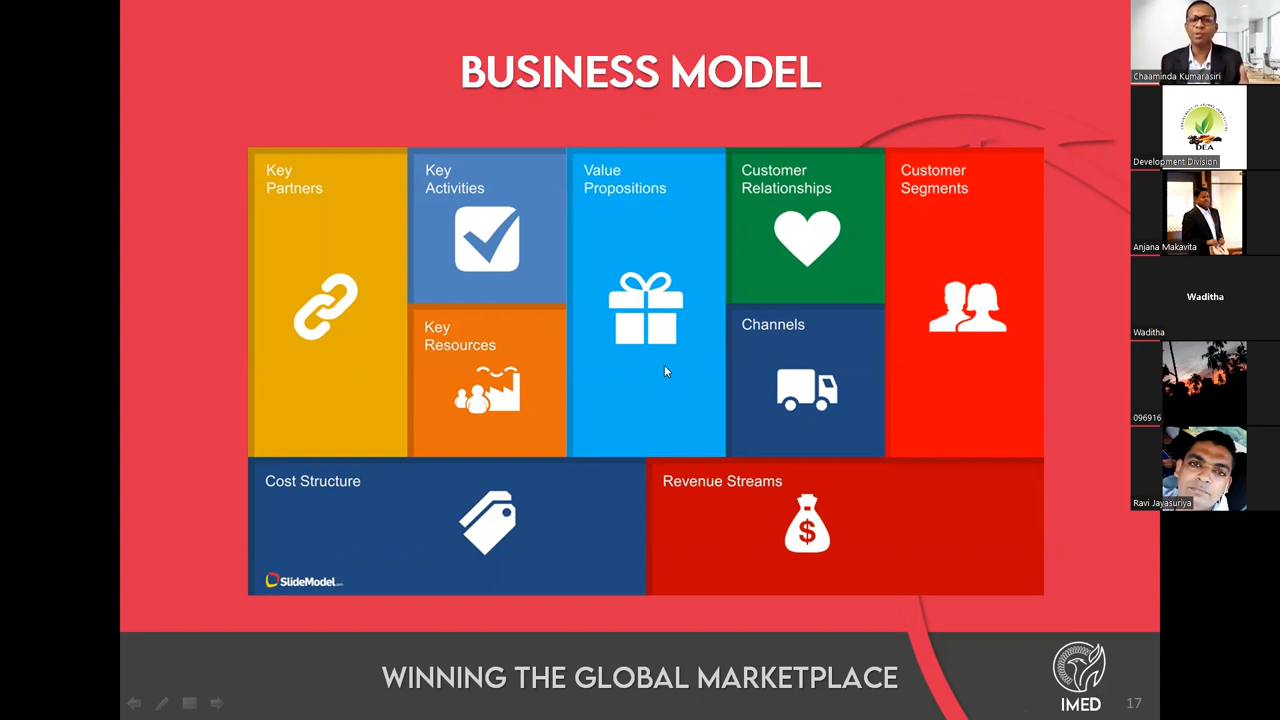 BUSINESS MODEL
Key
Partners
Key
Activities
Key
Resources
Value
Propositions
Customer
Relationships
Channels
Customer
Segments
Cost Structure
Revenue Streams
$
SlideModel.com
WINNING THE GLOBAL MARKETPLACE
IMED
17
Chaaminda Kumarasiri
DEA
Development Division
Anjana Makavita
Waditha
Waditha
096916
Ravi Jayasuriya